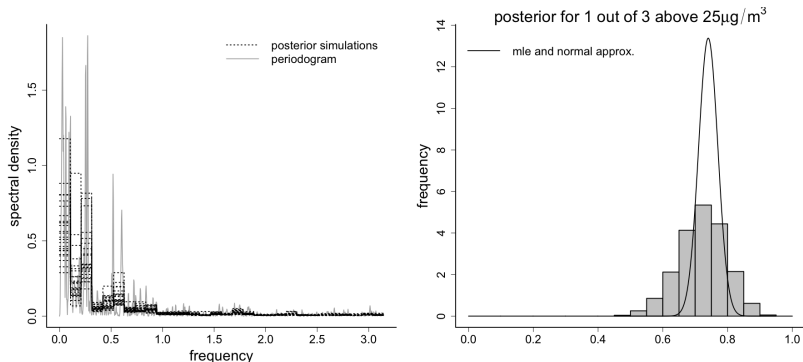 posterior simulations
periodogram
spectral density
0.0
0.5
1.0
1.5
0.0 0.5 1.0 1.5 2.0 2.5 3.0
frequency
posterior for 1 out of 3 above 25μg/m³
mle and normal approx.
frequency
0
2
4
6
8
10
12
14
0.0 0.2 0.4 0.6 0.8 1.0